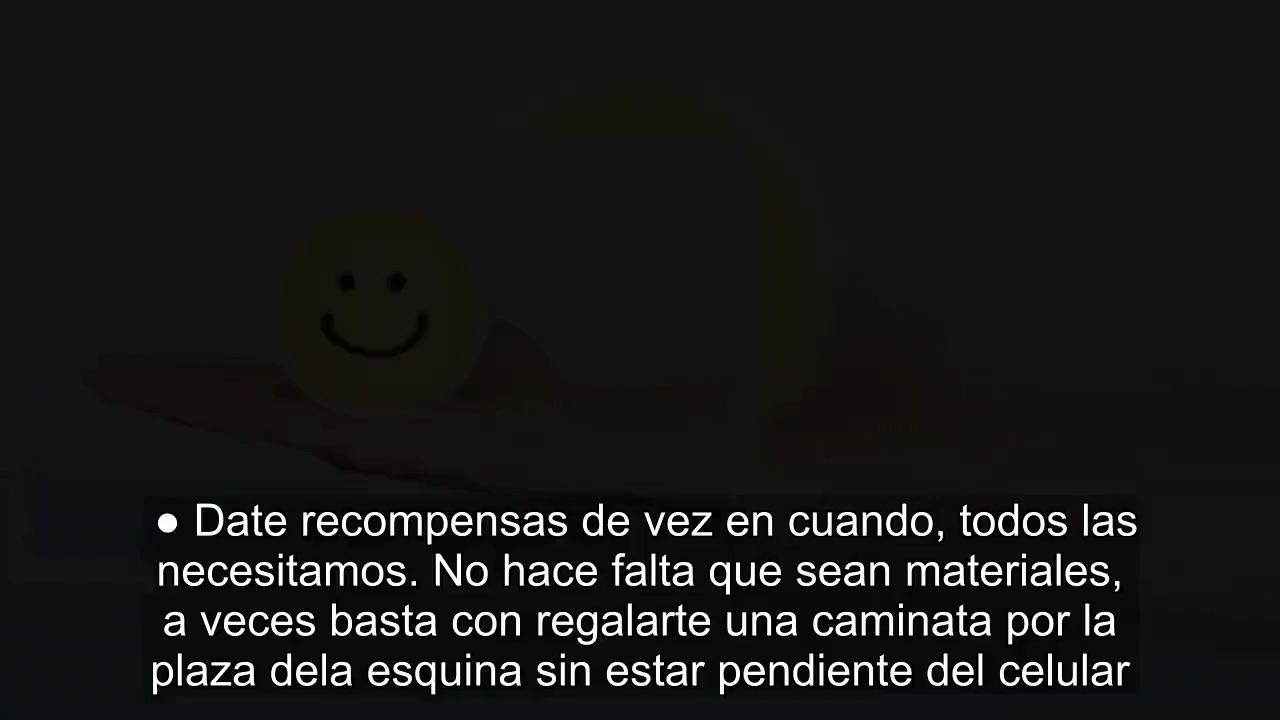 ● Date recompensas de vez en cuando, todos las
necesitamos. No hace falta que sean materiales,
a veces basta con regalarte una caminata por la
plaza dela esquina sin estar pendiente del celular